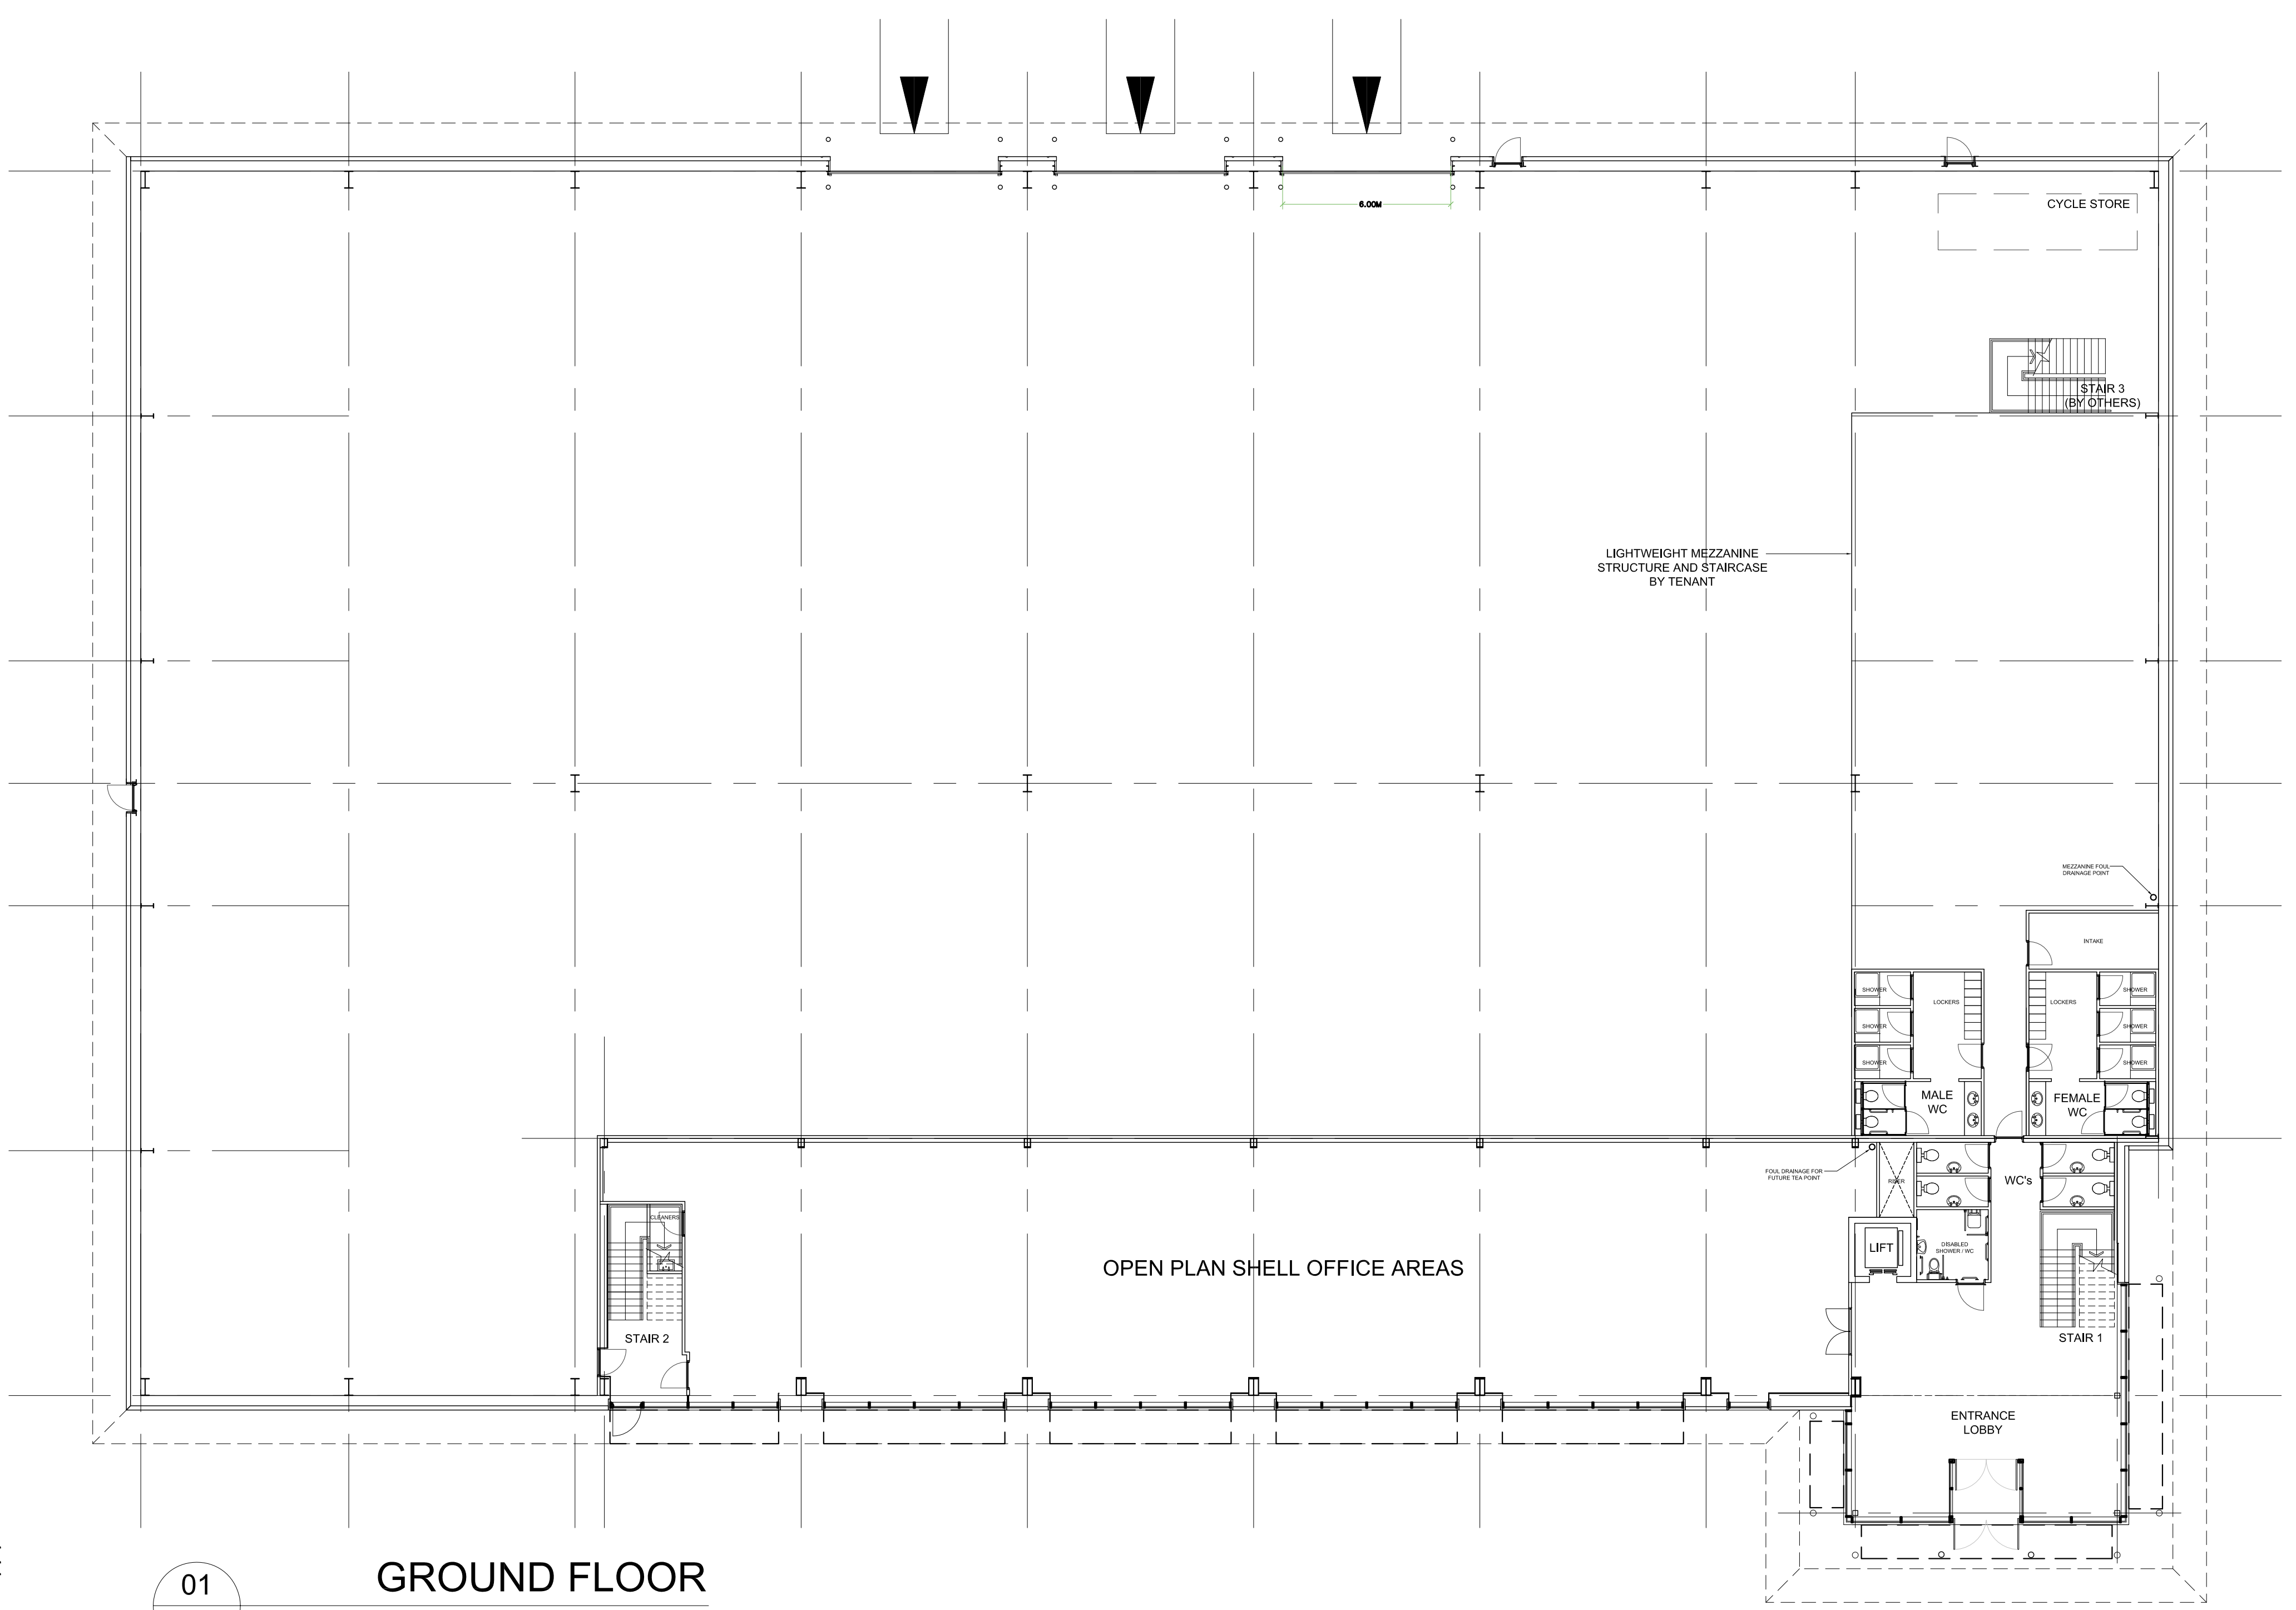 6.00M
CYCLE STORE
STAIR 3
(BY OTHERS)
LIGHTWEIGHT MEZZANINE
STRUCTURE AND STAIRCASE
BY TENANT
MEZZANINE FOUL
DRAINAGE POINT
INTAKE
SHOWER
LOCKERS
LOCKERS
SHOWER
SHOWER
SHOWER
SHOWER
SHOWER
MALE
WC
FEMALE
WC
FOUL DRAINAGE FOR
FUTURE TEA POINT
RISER
WC's
CLEANERS
LIFT
DISABLED
SHOWER / WC
OPEN PLAN SHELL OFFICE AREAS
STAIR 2
STAIR 1
ENTRANCE
LOBBY
01
GROUND FLOOR